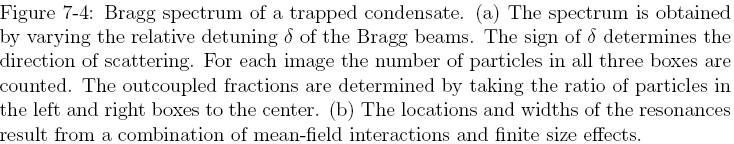 Figure 7-4: Bragg spectrum of a trapped condensate. (a) The spectrum is obtained
by varying the relative detuning δ of the Bragg beams. The sign of δ determines the
direction of scattering. For each image the number of particles in all three boxes are
counted. The outcoupled fractions are determined by taking the ratio of particles in
the left and right boxes to the center. (b) The locations and widths of the resonances
result from a combination of mean-field interactions and finite size effects.